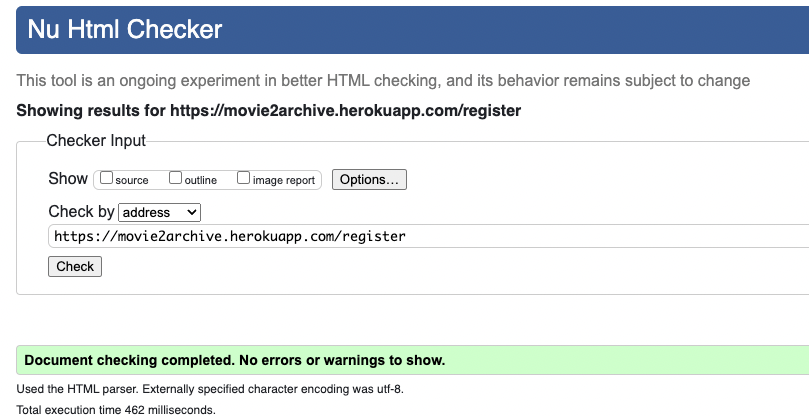 Nu Html Checker
This tool is an ongoing experiment in better HTML checking, and its behavior remains subject to change
Showing results for https://movie2archive.herokuapp.com/register
Checker Input
Show source outline image report Options...
Check by address
https://movie2archive.herokuapp.com/register
Check
Document checking completed. No errors or warnings to show.
Used the HTML parser. Externally specified character encoding was utf-8.
Total execution time 462 milliseconds.